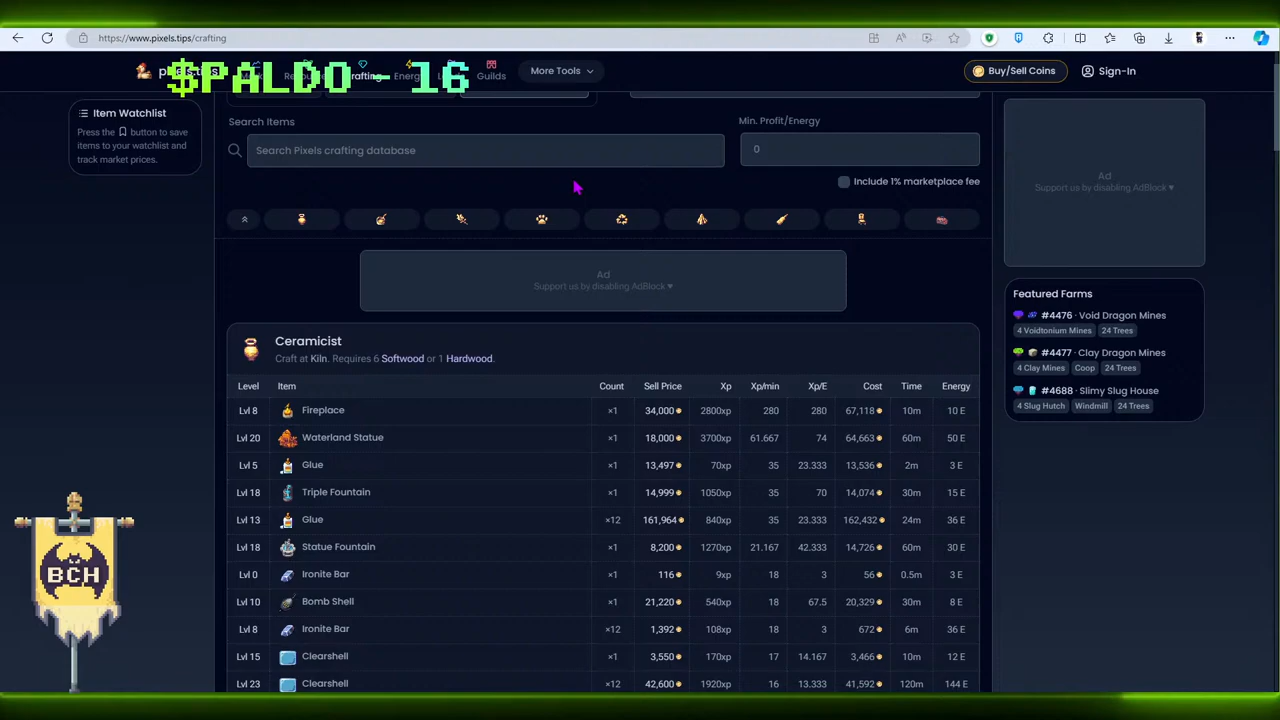 https://www.pixels.tips/crafting
$PALDO-16
pixels.tips
Crafting
Energy
Guilds
More Tools
Buy/Sell Coins
Sign-In
Item Watchlist
Press the button to save
items to your watchlist and
track market prices.
Search Items
Search Pixels crafting database
Min. Profit/Energy
0
Include 1% marketplace fee
Ad
Support us by disabling AdBlock ♥
Ad
Support us by disabling AdBlock ♥
Featured Farms
#4476 · Void Dragon Mines
4 Voidtonium Mines 24 Trees
#4477 · Clay Dragon Mines
4 Clay Mines Coop 24 Trees
#4688 · Slimy Slug House
4 Slug Hutch Windmill 24 Trees
Ceramicist
Craft at Kiln. Requires 6 Softwood or 1 Hardwood.
Level Item Count Sell Price Xp Xp/min Xp/E Cost Time Energy
Lvl 8 Fireplace ×1 34,000 2800xp 280 280 67,118 10m 10 E
Lvl 20 Waterland Statue ×1 18,000 3700xp 61.667 74 64,663 60m 50 E
Lvl 5 Glue ×1 13,497 70xp 35 23.333 13,536 2m 3 E
Lvl 18 Triple Fountain ×1 14,999 1050xp 35 70 14,074 30m 15 E
Lvl 13 Glue ×12 161,964 840xp 35 23.333 162,432 24m 36 E
Lvl 18 Statue Fountain ×1 8,200 1270xp 21.167 42.333 14,726 60m 30 E
Lvl 0 Ironite Bar ×1 116 9xp 18 3 56 0.5m 3 E
Lvl 10 Bomb Shell ×1 21,220 540xp 18 67.5 20,329 30m 8 E
Lvl 8 Ironite Bar ×12 1,392 108xp 18 3 672 6m 36 E
Lvl 15 Clearshell ×1 3,550 170xp 17 14.167 3,466 10m 12 E
Lvl 23 Clearshell ×12 42,600 1920xp 16 13.333 41,592 120m 144 E
BCH